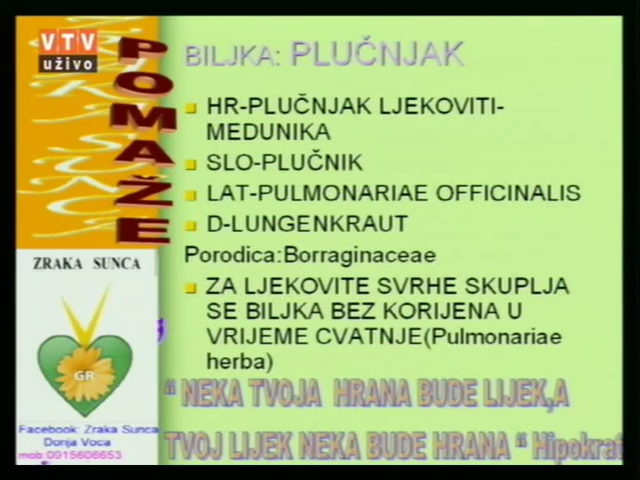 VTV
uživo
POMAŽE
BILJKA: PLUČNJAK
HR-PLUČNJAK LJEKOVITI-
MEDUNIKA
SLO-PLUČNIK
LAT-PULMONARIAE OFFICINALIS
D-LUNGENKRAUT
Porodica:Borraginaceae
ZA LJEKOVITE SVRHE SKUPLJA
SE BILJKA BEZ KORIJENA U
VRIJEME CVATNJE(Pulmonariae
herba)
ZRAKA SUNCA
GR
Facebook: Zraka Sunca
Donja Voca
mob:0915606653
“ NEKA TVOJA HRANA BUDE LIJEK,A
TVOJ LIJEK NEKA BUDE HRANA “ Hipokrat